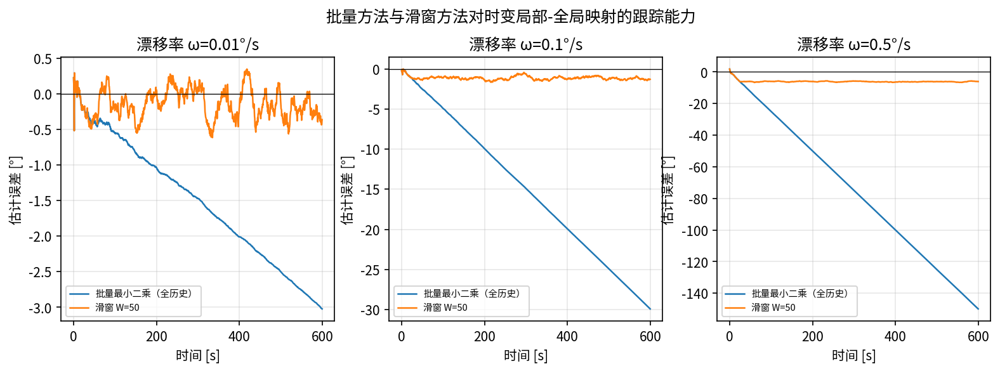 批量方法与滑窗方法对时变局部-全局映射的跟踪能力
漂移率 ω=0.01°/s
估计误差 [°]
0.5
0.0
-0.5
-1.0
-1.5
-2.0
-2.5
-3.0
批量最小二乘（全历史）
滑窗 W=50
0 200 400 600
时间 [s]
漂移率 ω=0.1°/s
估计误差 [°]
0
-5
-10
-15
-20
-25
-30
批量最小二乘（全历史）
滑窗 W=50
0 200 400 600
时间 [s]
漂移率 ω=0.5°/s
估计误差 [°]
0
-20
-40
-60
-80
-100
-120
-140
批量最小二乘（全历史）
滑窗 W=50
0 200 400 600
时间 [s]